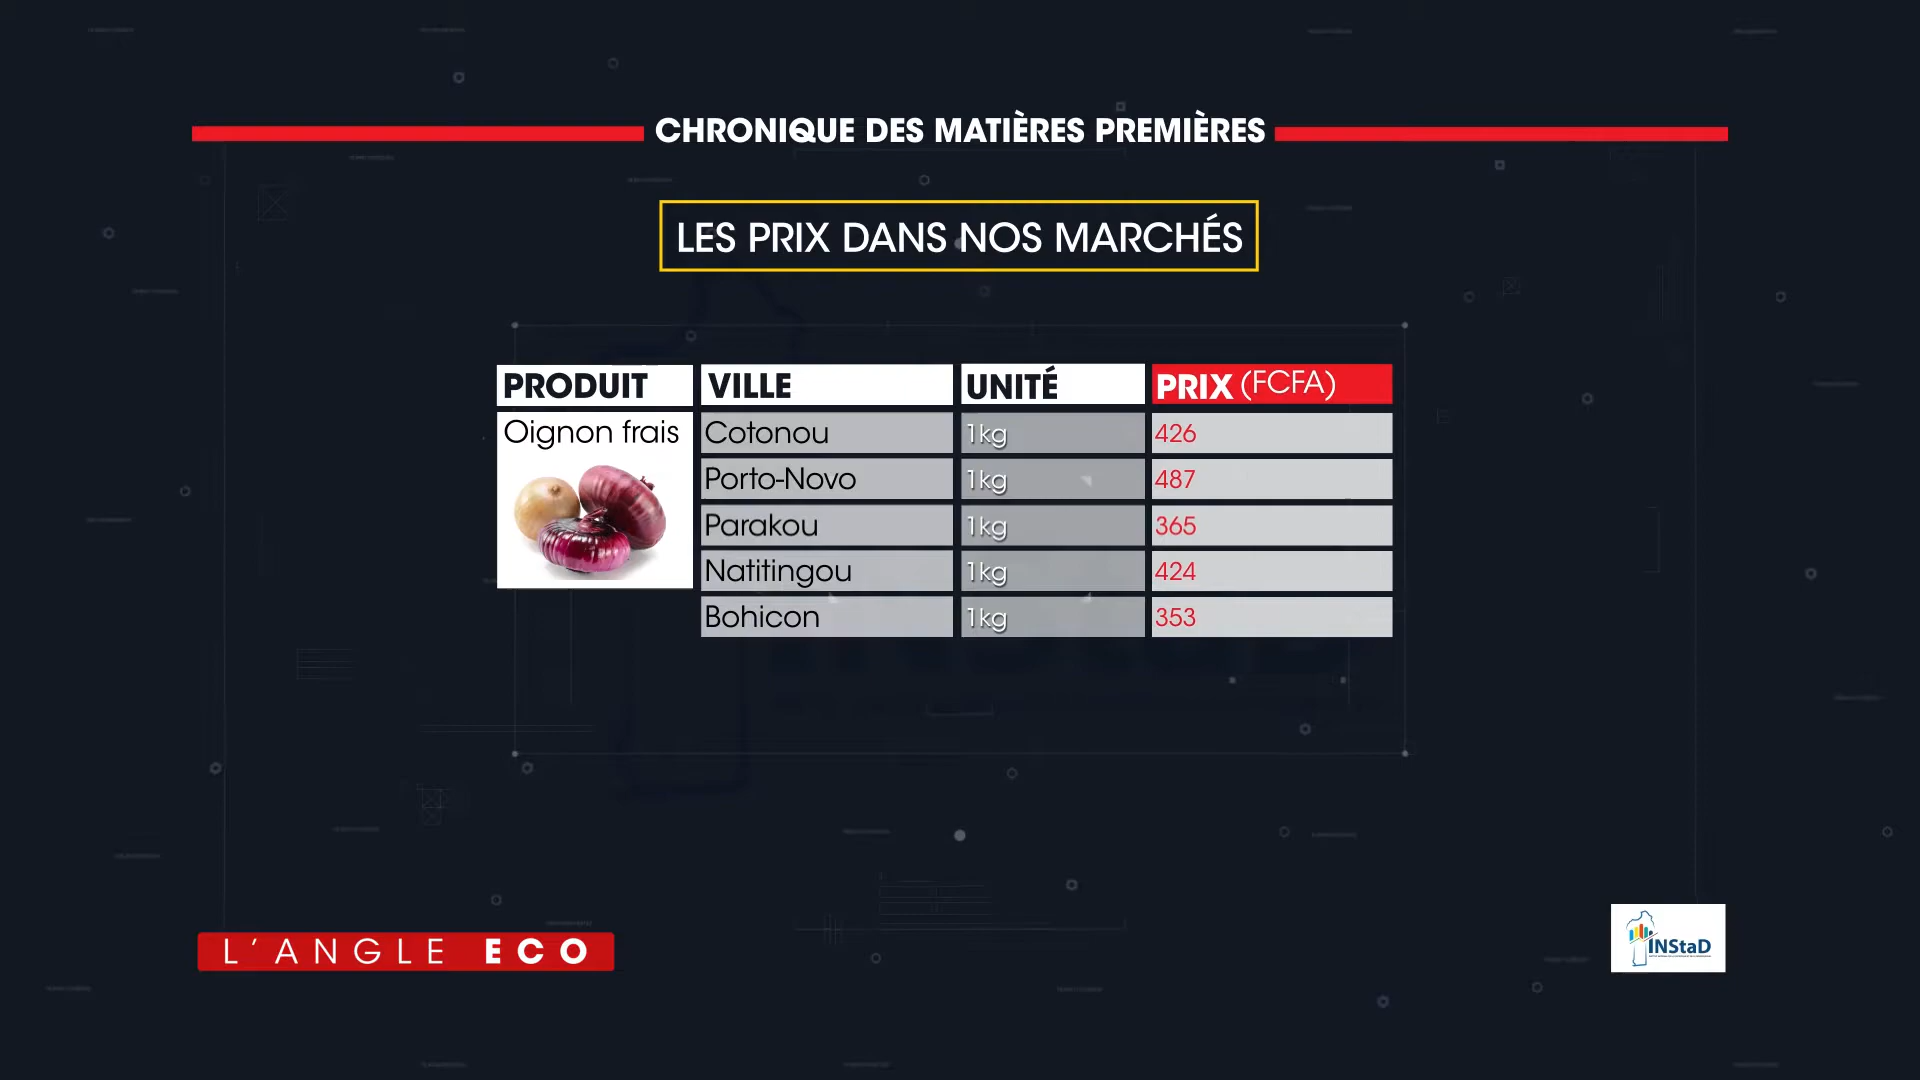 CHRONIQUE DES MATIÈRES PREMIÈRES
LES PRIX DANS NOS MARCHÉS
PRODUIT VILLE UNITÉ PRIX (FCFA)
Oignon frais Cotonou 1kg 426
Porto-Novo 1kg 487
Parakou 1kg 365
Natitingou 1kg 424
Bohicon 1kg 353
L'ANGLE ECO
INStaD